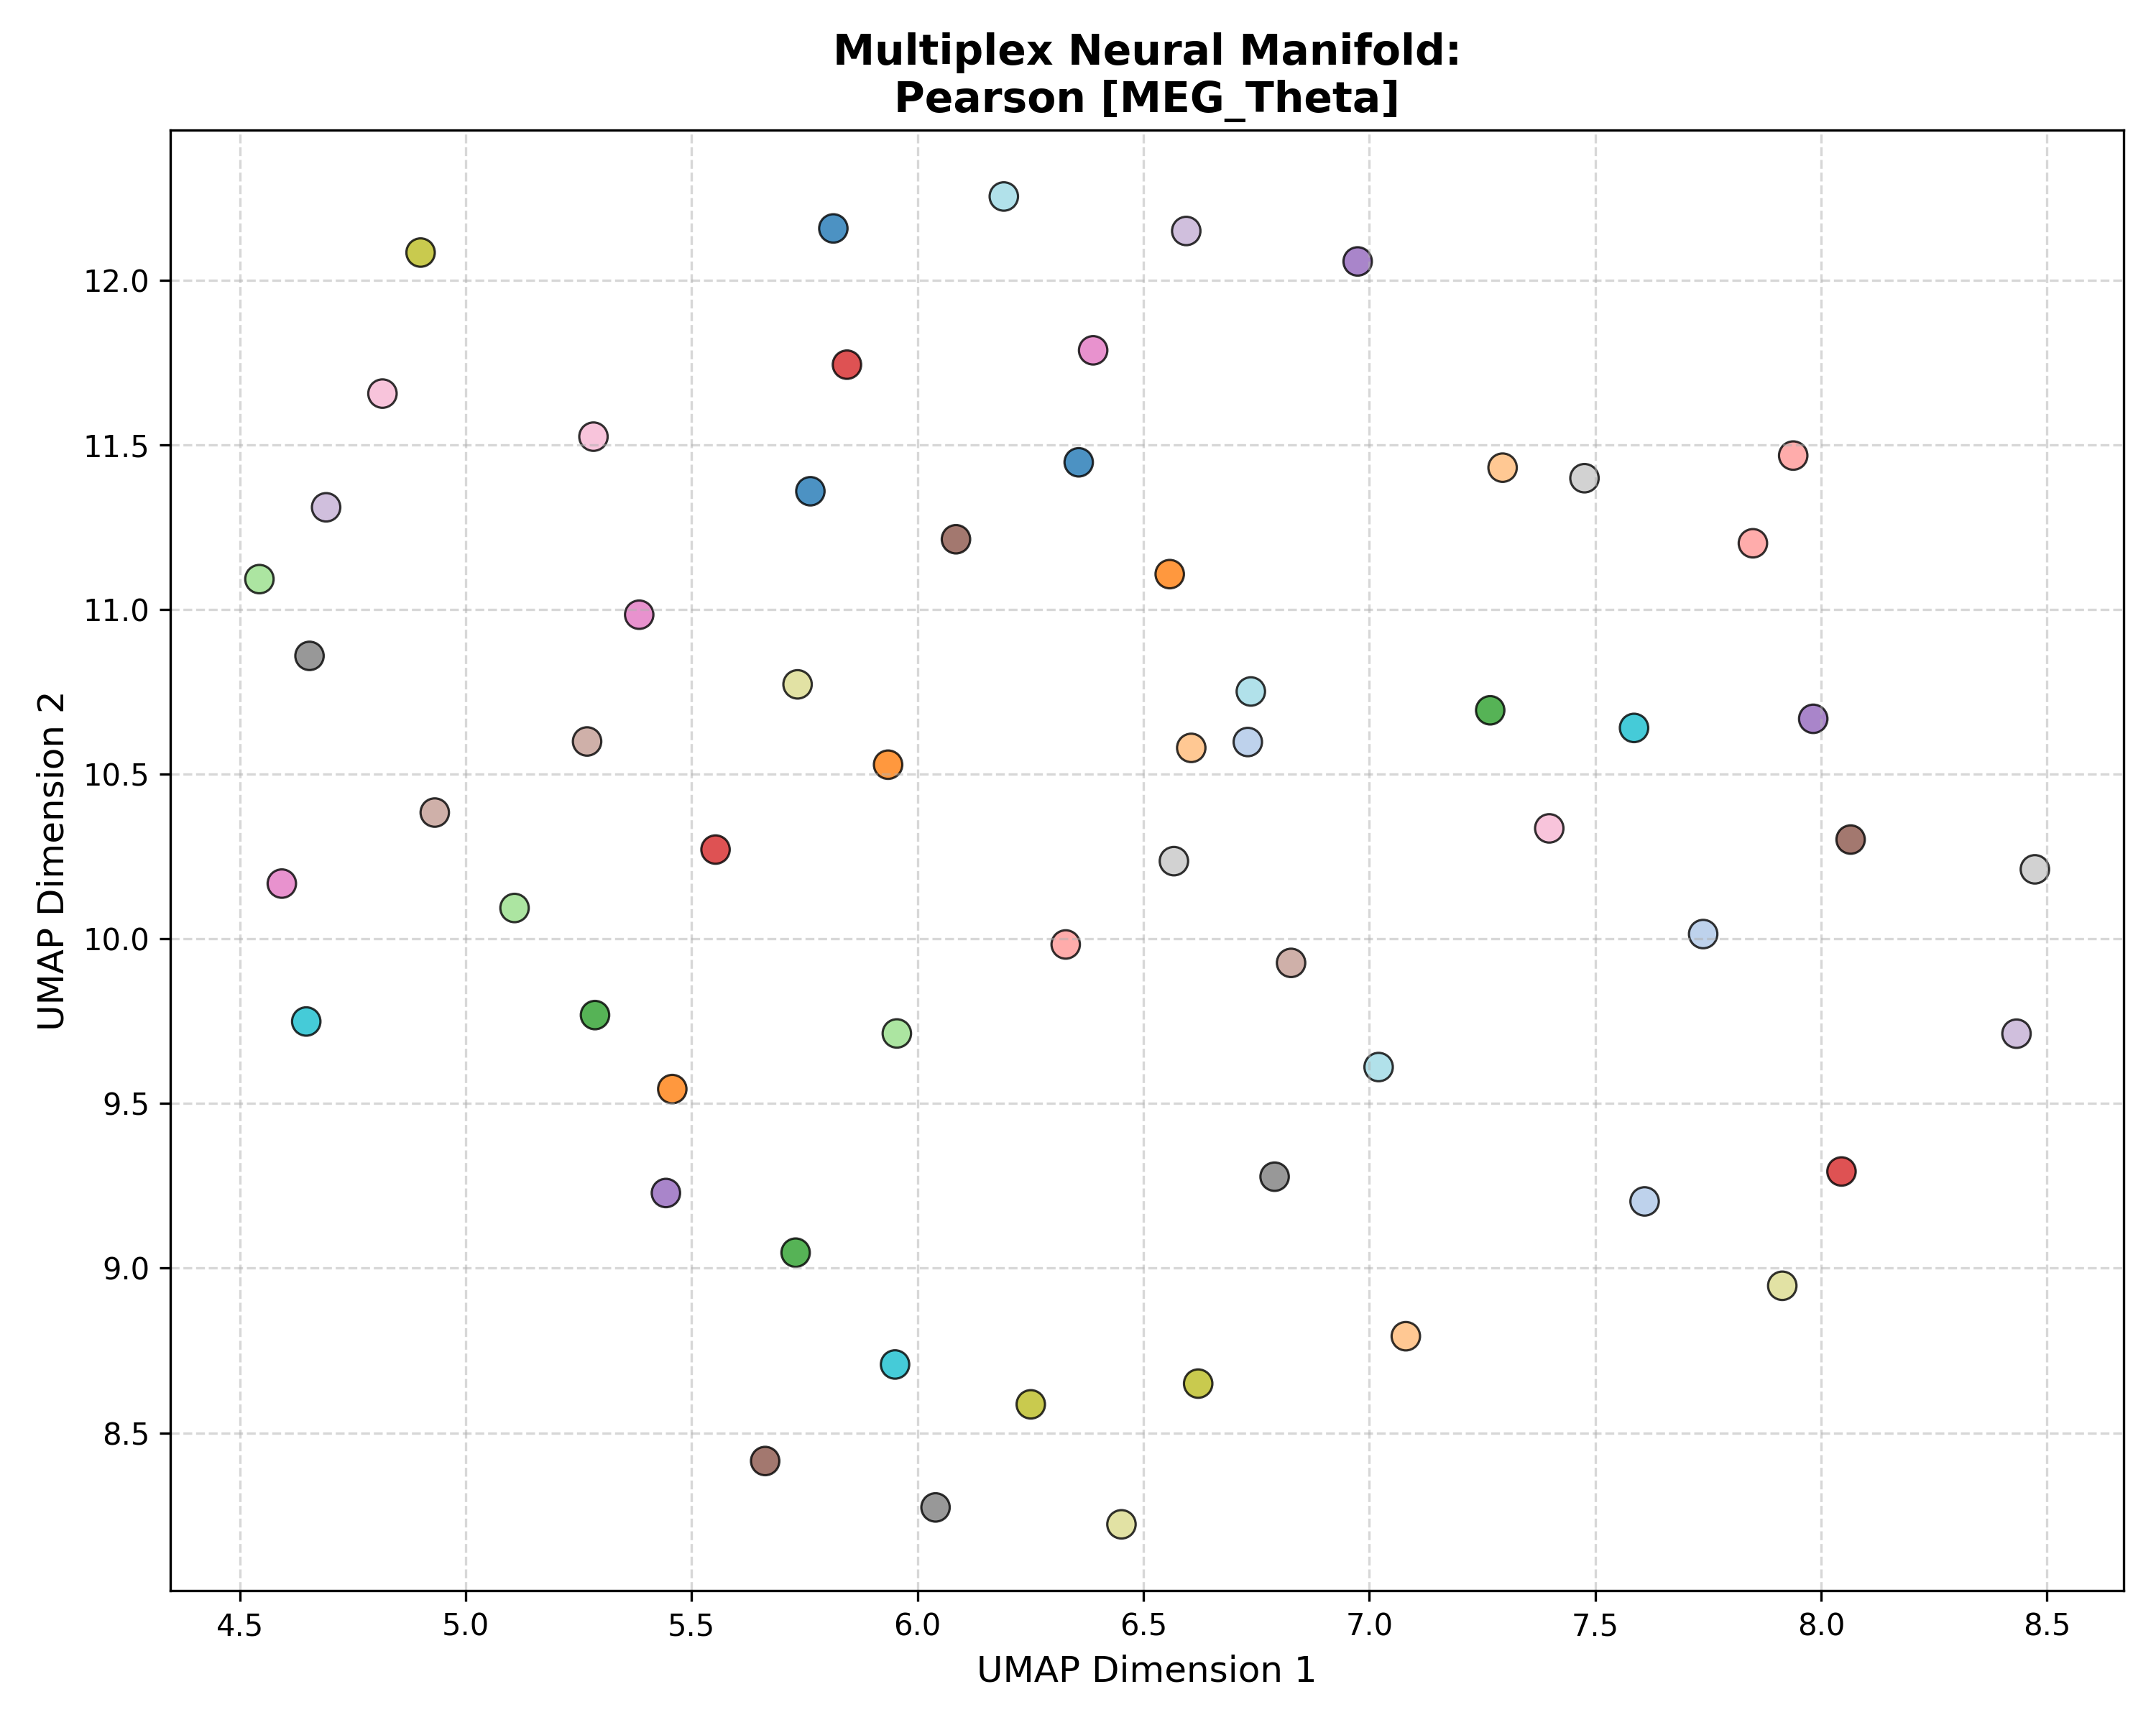 Multiplex Neural Manifold:
Pearson [MEG_Theta]
12.0
11.5
11.0
10.5
10.0
9.5
9.0
8.5
UMAP Dimension 2
4.5 5.0 5.5 6.0 6.5 7.0 7.5 8.0 8.5
UMAP Dimension 1